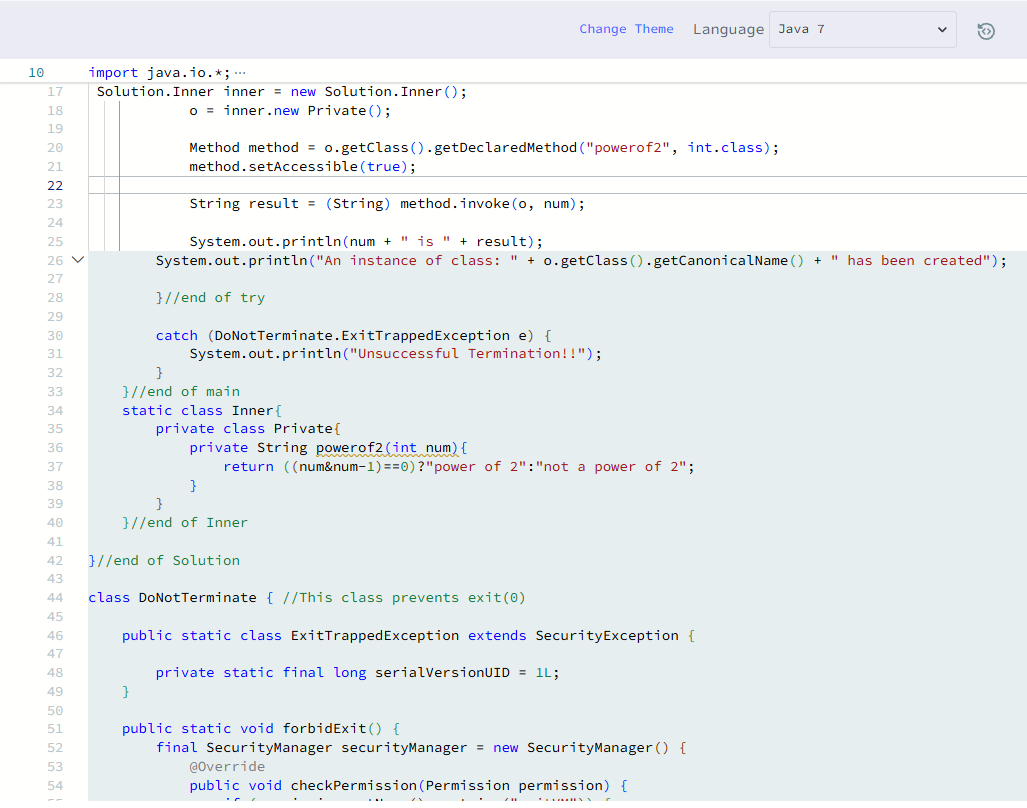 Change Theme Language Java 7
10 import java.io.*;···
17 Solution.Inner inner = new Solution.Inner();
18 o = inner.new Private();
19
20 Method method = o.getClass().getDeclaredMethod("powerof2", int.class);
21 method.setAccessible(true);
22
23 String result = (String) method.invoke(o, num);
24
25 System.out.println(num + " is " + result);
26 System.out.println("An instance of class: " + o.getClass().getCanonicalName() + " has been created");
27
28 }//end of try
29
30 catch (DoNotTerminate.ExitTrappedException e) {
31 System.out.println("Unsuccessful Termination!!");
32 }
33 }//end of main
34 static class Inner{
35 private class Private{
36 private String powerof2(int num){
37 return ((num&num-1)==0)?"power of 2":"not a power of 2";
38 }
39 }
40 }//end of Inner
41
42 }//end of Solution
43
44 class DoNotTerminate { //This class prevents exit(0)
45
46 public static class ExitTrappedException extends SecurityException {
47
48 private static final long serialVersionUID = 1L;
49 }
50
51 public static void forbidExit() {
52 final SecurityManager securityManager = new SecurityManager() {
53 @Override
54 public void checkPermission(Permission permission) {